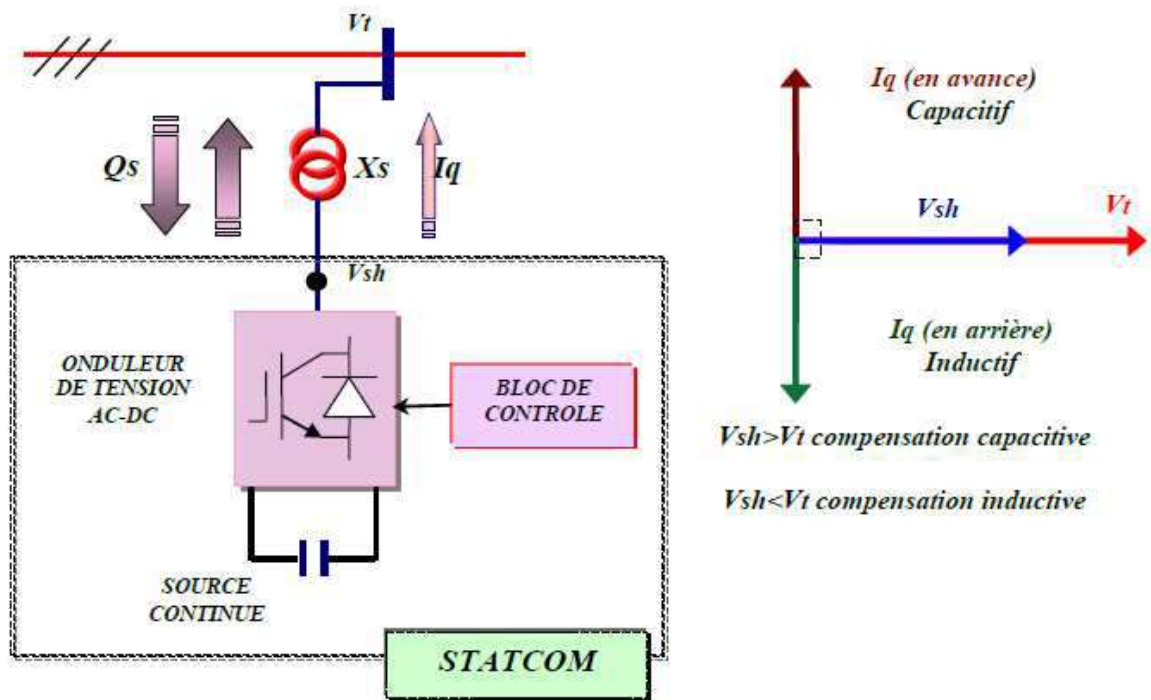 Vt
Qs
Xs
Iq
Vsh
ONDULEUR
DE TENSION
AC-DC
BLOC DE
CONTROLE
SOURCE
CONTINUE
STATCOM
Iq (en avance)
Capacitif
Vsh
Vt
Iq (en arrière)
Inductif
Vsh>Vt compensation capacitive
Vsh<Vt compensation inductive